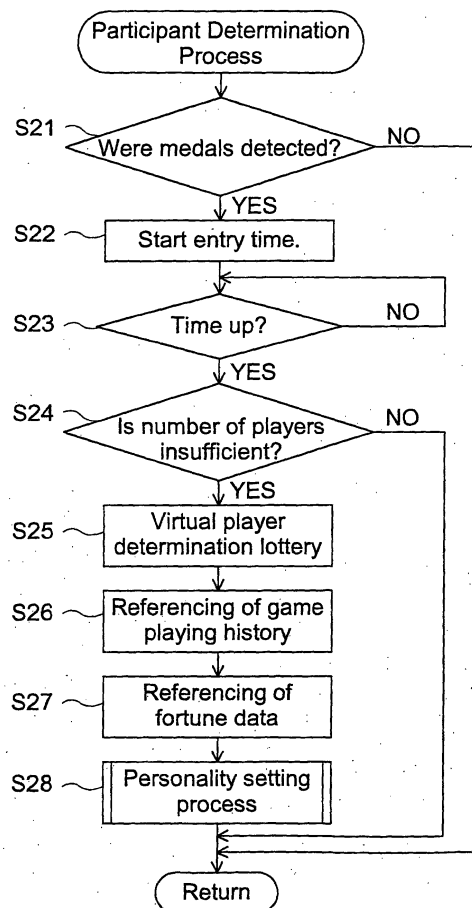 Participant Determination
Process
S21
Were medals detected?
NO
YES
S22
Start entry time.
S23
Time up?
NO
YES
S24
Is number of players
insufficient?
NO
YES
S25
Virtual player
determination lottery
S26
Referencing of game
playing history
S27
Referencing of
fortune data
S28
Personality setting
process
Return